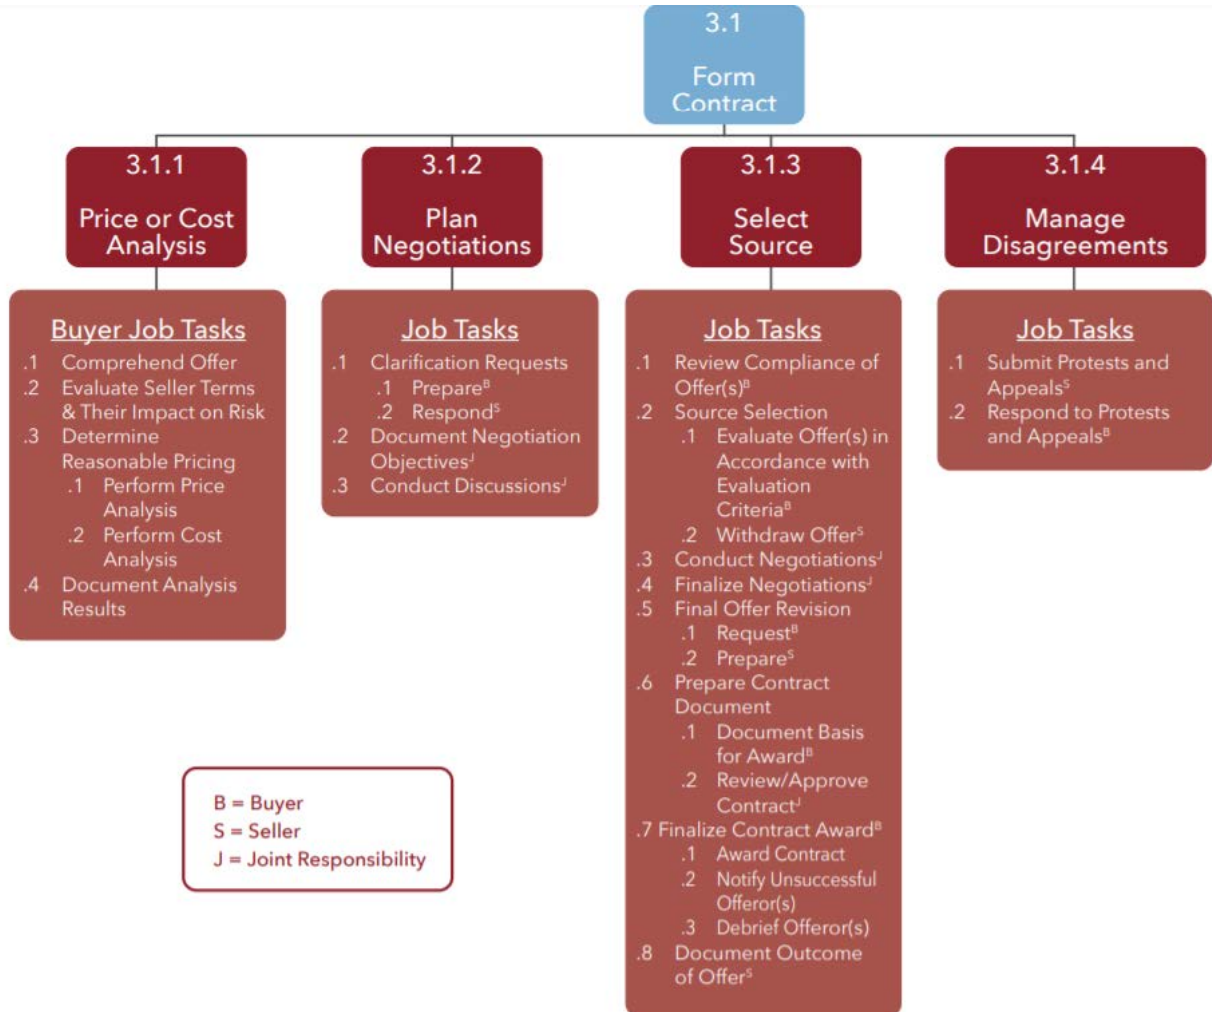 3.1
Form
Contract
3.1.1
Price or Cost
Analysis
3.1.2
Plan
Negotiations
3.1.3
Select
Source
3.1.4
Manage
Disagreements
Buyer Job Tasks
.1 Comprehend Offer
.2 Evaluate Seller Terms
& Their Impact on Risk
.3 Determine
Reasonable Pricing
.1 Perform Price
Analysis
.2 Perform Cost
Analysis
.4 Document Analysis
Results
Job Tasks
.1 Clarification Requests
.1 Prepareᴮ
.2 Respondˢ
.2 Document Negotiation
Objectivesᴶ
.3 Conduct Discussionsᴶ
Job Tasks
.1 Review Compliance of
Offer(s)ᴮ
.2 Source Selection
.1 Evaluate Offer(s) in
Accordance with
Evaluation
Criteriaᴮ
.2 Withdraw Offerˢ
.3 Conduct Negotiationsᴶ
.4 Finalize Negotiationsᴶ
.5 Final Offer Revision
.1 Requestᴮ
.2 Prepareˢ
.6 Prepare Contract
Document
.1 Document Basis
for Awardᴮ
.2 Review/Approve
Contractᴶ
.7 Finalize Contract Awardᴮ
.1 Award Contract
.2 Notify Unsuccessful
Offeror(s)
.3 Debrief Offeror(s)
.8 Document Outcome
of Offerˢ
Job Tasks
.1 Submit Protests and
Appealsˢ
.2 Respond to Protests
and Appealsᴮ
B = Buyer
S = Seller
J = Joint Responsibility